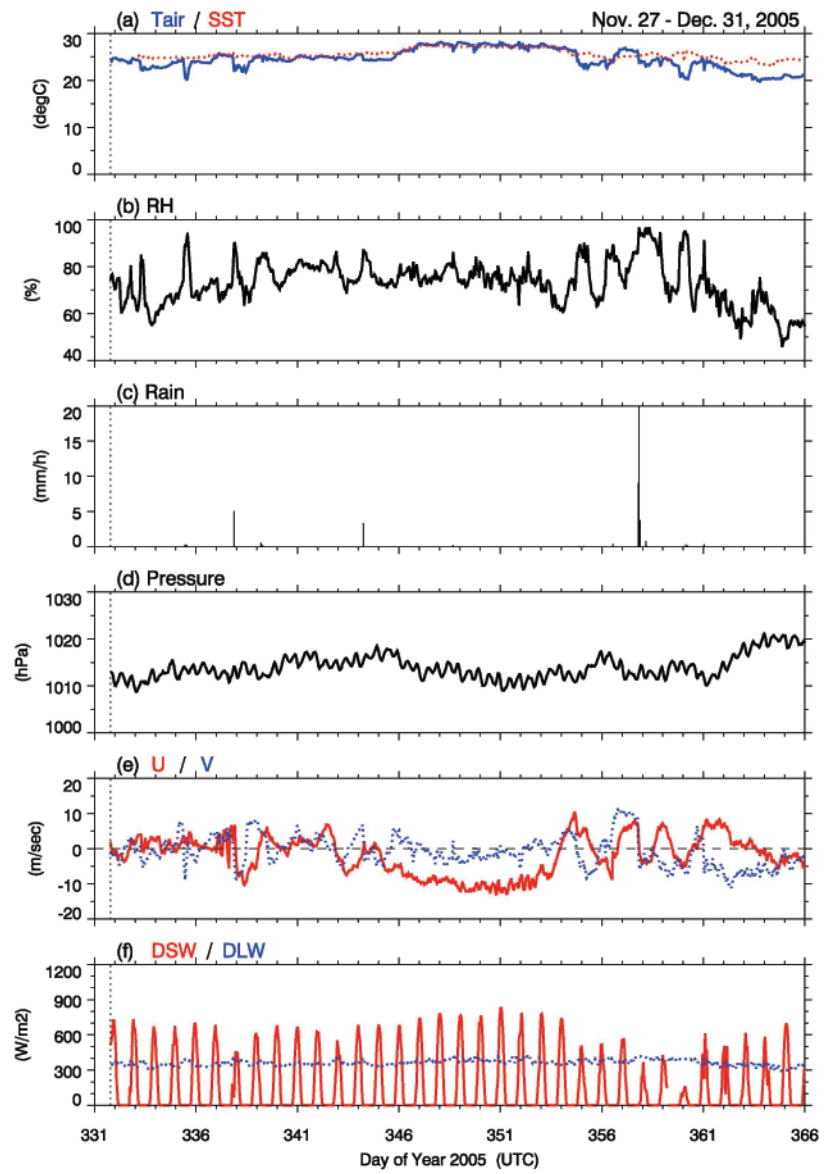 (a) Tair / SST Nov. 27 - Dec. 31, 2005
30
20
10
0
(degC)
(b) RH
100
80
60
40
(%)
(c) Rain
20
15
10
5
0
(mm/h)
(d) Pressure
1030
1020
1010
1000
(hPa)
(e) U / V
20
10
0
-10
-20
(m/sec)
(f) DSW / DLW
1200
900
600
300
0
(W/m2)
331 336 341 346 351 356 361 366
Day of Year 2005 (UTC)